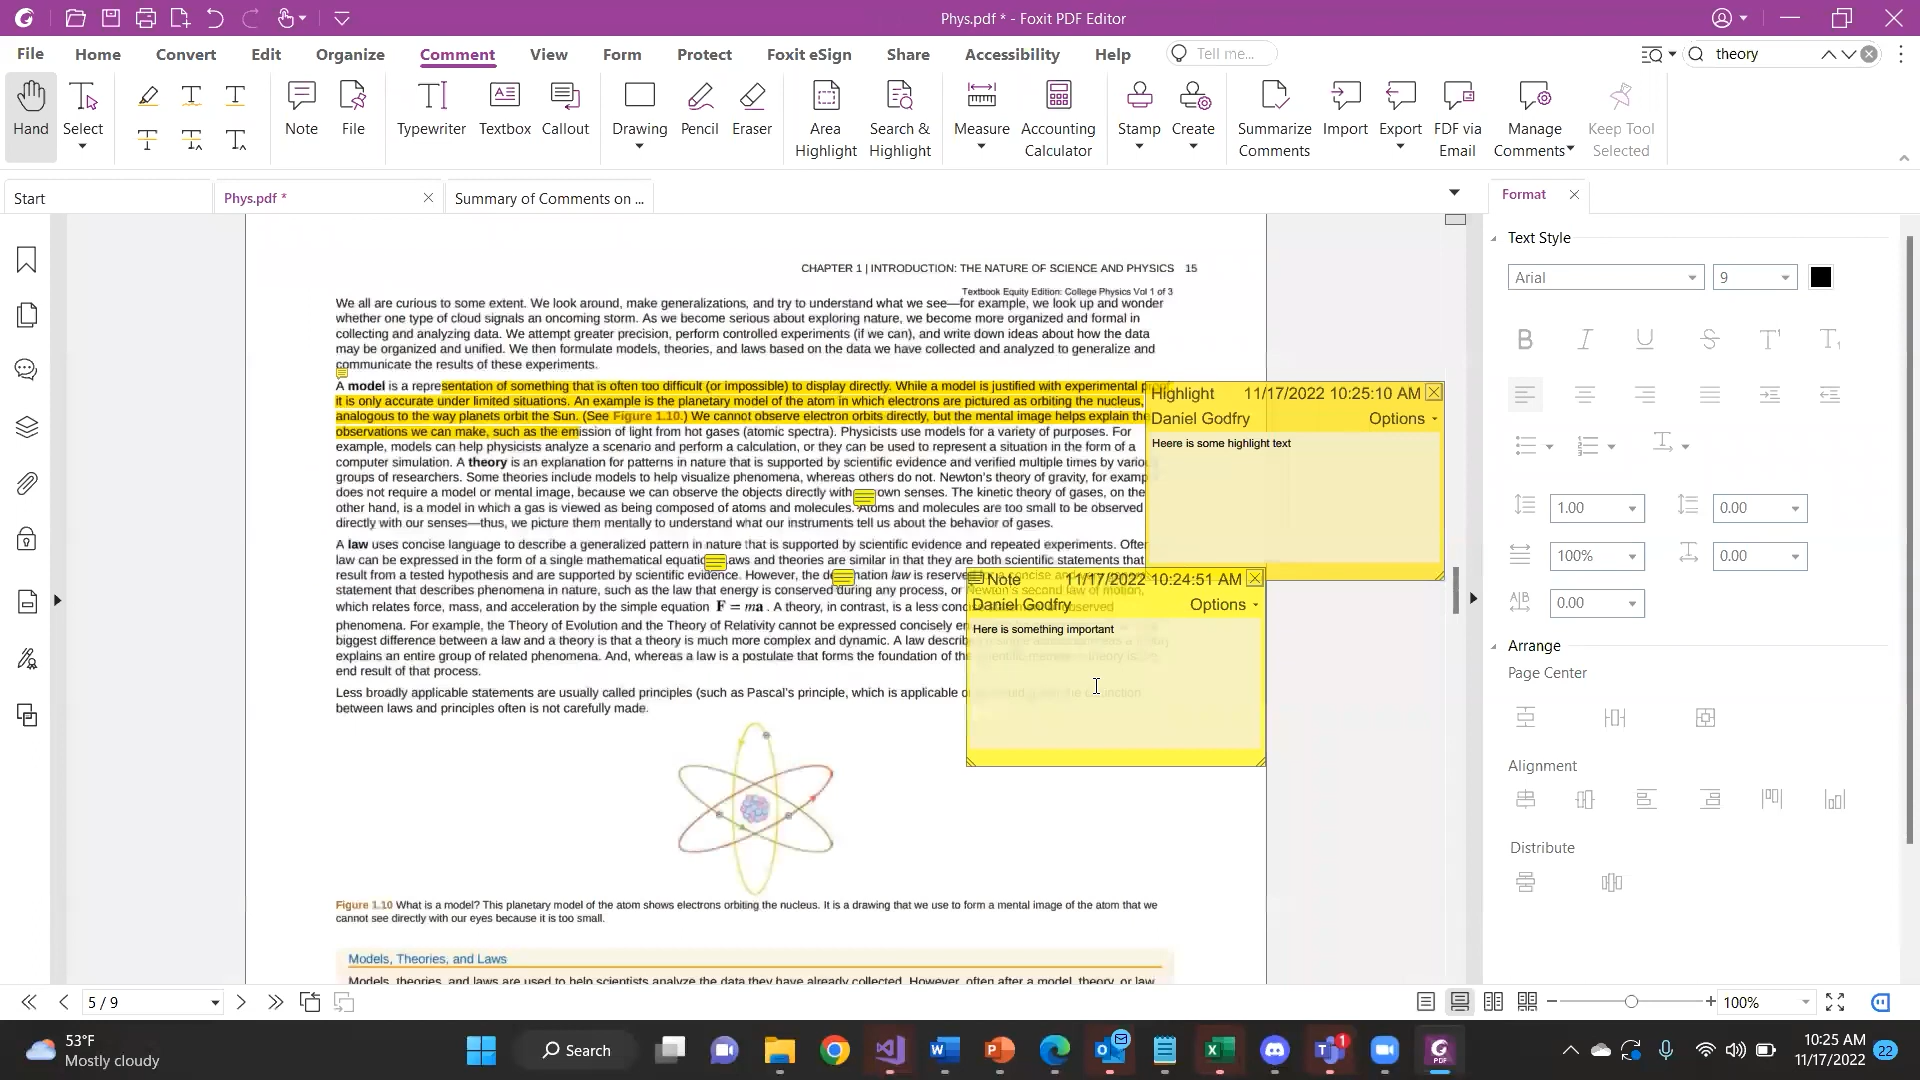 Phys.pdf * - Foxit PDF Editor
File Home Convert Edit Organize Comment View Form Protect Foxit eSign Share Accessibility Help Tell me... theory
Hand Select Note File Typewriter Textbox Callout Drawing Pencil Eraser Area Highlight Search & Highlight Measure Accounting Calculator Stamp Create Summarize Comments Import Export FDF via Email Manage Comments Keep Tool Selected
Start Phys.pdf * Summary of Comments on ... Format
CHAPTER 1 | INTRODUCTION: THE NATURE OF SCIENCE AND PHYSICS 15
Textbook Equity Edition: College Physics Vol 1 of 3
We all are curious to some extent. We look around, make generalizations, and try to understand what we see—for example, we look up and wonder
whether one type of cloud signals an oncoming storm. As we become serious about exploring nature, we become more organized and formal in
collecting and analyzing data. We attempt greater precision, perform controlled experiments (if we can), and write down ideas about how the data
may be organized and unified. We then formulate models, theories, and laws based on the data we have collected and analyzed to generalize and
communicate the results of these experiments.
A model is a representation of something that is often too difficult (or impossible) to display directly. While a model is justified with experimental
it is only accurate under limited situations. An example is the planetary model of the atom in which electrons are pictured as orbiting the nucleus,
analogous to the way planets orbit the Sun. (See Figure 1.10.) We cannot observe electron orbits directly, but the mental image helps explain the
observations we can make, such as the emission of light from hot gases (atomic spectra). Physicists use models for a variety of purposes. For
example, models can help physicists analyze a scenario and perform a calculation, or they can be used to represent a situation in the form of a
computer simulation. A theory is an explanation for patterns in nature that is supported by scientific evidence and verified multiple times by
groups of researchers. Some theories include models to help visualize phenomena, whereas others do not. Newton's theory of gravity, for
does not require a model or mental image, because we can observe the objects directly with own senses. The kinetic theory of gases, on the
other hand, is a model in which a gas is viewed as being composed of atoms and molecules. Atoms and molecules are too small to be observed
directly with our senses—thus, we picture them mentally to understand what our instruments tell us about the behavior of gases.
A law uses concise language to describe a generalized pattern in nature that is supported by scientific evidence and repeated experiments. Often
law can be expressed in the form of a single mathematical aws and theories are similar in that they are both scientific statements that
result from a tested hypothesis and are supported by scientific evidence. However, the nation law is
statement that describes phenomena in nature, such as the law that energy is conserved during any process, or Newton's second law of motion,
which relates force, mass, and acceleration by the simple equation F = ma . A theory, in contrast, is a less
phenomena. For example, the Theory of Evolution and the Theory of Relativity cannot be expressed concisely
biggest difference between a law and a theory is that a theory is much more complex and dynamic. A law
explains an entire group of related phenomena. And, whereas a law is a postulate that forms the foundation of
end result of that process.
Less broadly applicable statements are usually called principles (such as Pascal's principle, which is applicable
between laws and principles often is not carefully made.
Highlight 11/17/2022 10:25:10 AM
Daniel Godfry Options
Heere is some highlight text
Note 11/17/2022 10:24:51 AM
Daniel Godfry Options
Here is something important
Figure 1.10 What is a model? This planetary model of the atom shows electrons orbiting the nucleus. It is a drawing that we use to form a mental image of the atom that we
cannot see directly with our eyes because it is too small.
Models, Theories, and Laws
Models, theories, and laws are used to help scientists analyze the data they have already collected. However, often after a model, theory, or law
Text Style
Arial 9
B I U S T T
1.00 0.00
100% 0.00
A|B 0.00
Arrange
Page Center
Alignment
Distribute
5 / 9 100%
53°F
Mostly cloudy
Search
1
10:25 AM
11/17/2022
22